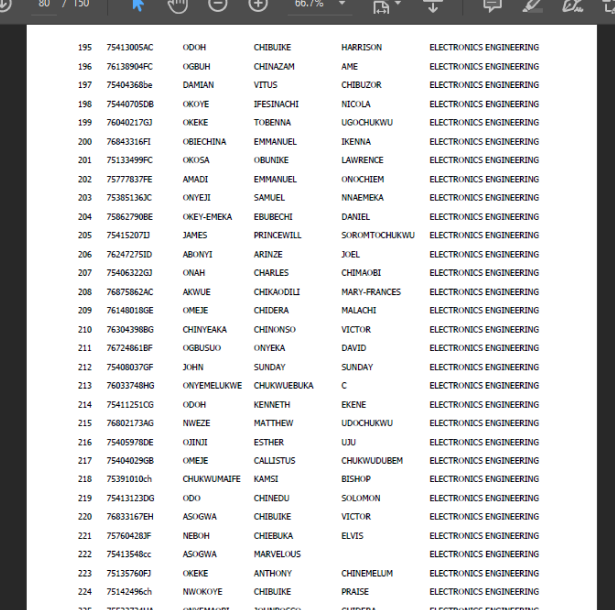 80 / 150 66.7%
195 75413005AC ODOH CHIBUIKE HARRISON ELECTRONICS ENGINEERING
196 76138904FC OGBUH CHINAZAM AME ELECTRONICS ENGINEERING
197 75404368be DAMIAN VITUS CHIBUZOR ELECTRONICS ENGINEERING
198 75440705DB OKOYE IFESINACHI NICOLA ELECTRONICS ENGINEERING
199 76040217GJ OKEKE TOBENNA UGOCHUKWU ELECTRONICS ENGINEERING
200 76843316FI OBIECHINA EMMANUEL IKENNA ELECTRONICS ENGINEERING
201 75133499FC OKOSA OBUNIKE LAWRENCE ELECTRONICS ENGINEERING
202 75777837FE AMADI EMMANUEL ONOCHIEM ELECTRONICS ENGINEERING
203 75385136JC ONYEJI SAMUEL NNAEMEKA ELECTRONICS ENGINEERING
204 75862790BE OKEY-EMEKA EBUBECHI DANIEL ELECTRONICS ENGINEERING
205 75415207IJ JAMES PRINCEWILL SOROMTOCHUKWU ELECTRONICS ENGINEERING
206 76247275ID ABONYI ARINZE JOEL ELECTRONICS ENGINEERING
207 75406322GJ ONAH CHARLES CHIMAOBI ELECTRONICS ENGINEERING
208 76875862AC AKWUE CHIKAODILI MARY-FRANCES ELECTRONICS ENGINEERING
209 76148018GE OMEJE CHIDERA MALACHI ELECTRONICS ENGINEERING
210 76304398BG CHINYEAKA CHINONSO VICTOR ELECTRONICS ENGINEERING
211 76724861BF OGBUSUO ONYEKA DAVID ELECTRONICS ENGINEERING
212 75408037GF JOHN SUNDAY SUNDAY ELECTRONICS ENGINEERING
213 76033748HG ONYEMELUKWE CHUKWUEBUKA C ELECTRONICS ENGINEERING
214 75411251CG ODOH KENNETH EKENE ELECTRONICS ENGINEERING
215 76802173AG NWEZE MATTHEW UDOCHUKWU ELECTRONICS ENGINEERING
216 75405978DE OJINJI ESTHER UJU ELECTRONICS ENGINEERING
217 75404029GB OMEJE CALLISTUS CHUKWUDUBEM ELECTRONICS ENGINEERING
218 75391010ch CHUKWUMAIFE KAMSI BISHOP ELECTRONICS ENGINEERING
219 75413123DG ODO CHINEDU SOLOMON ELECTRONICS ENGINEERING
220 76833167EH ASOGWA CHIBUIKE VICTOR ELECTRONICS ENGINEERING
221 75760428JF NEBOH CHIEBUKA ELVIS ELECTRONICS ENGINEERING
222 75413548cc ASOGWA MARVELOUS ELECTRONICS ENGINEERING
223 75135760FJ OKEKE ANTHONY CHINEMELUM ELECTRONICS ENGINEERING
224 75142496ch NWOKOYE CHIBUIKE PRAISE ELECTRONICS ENGINEERING